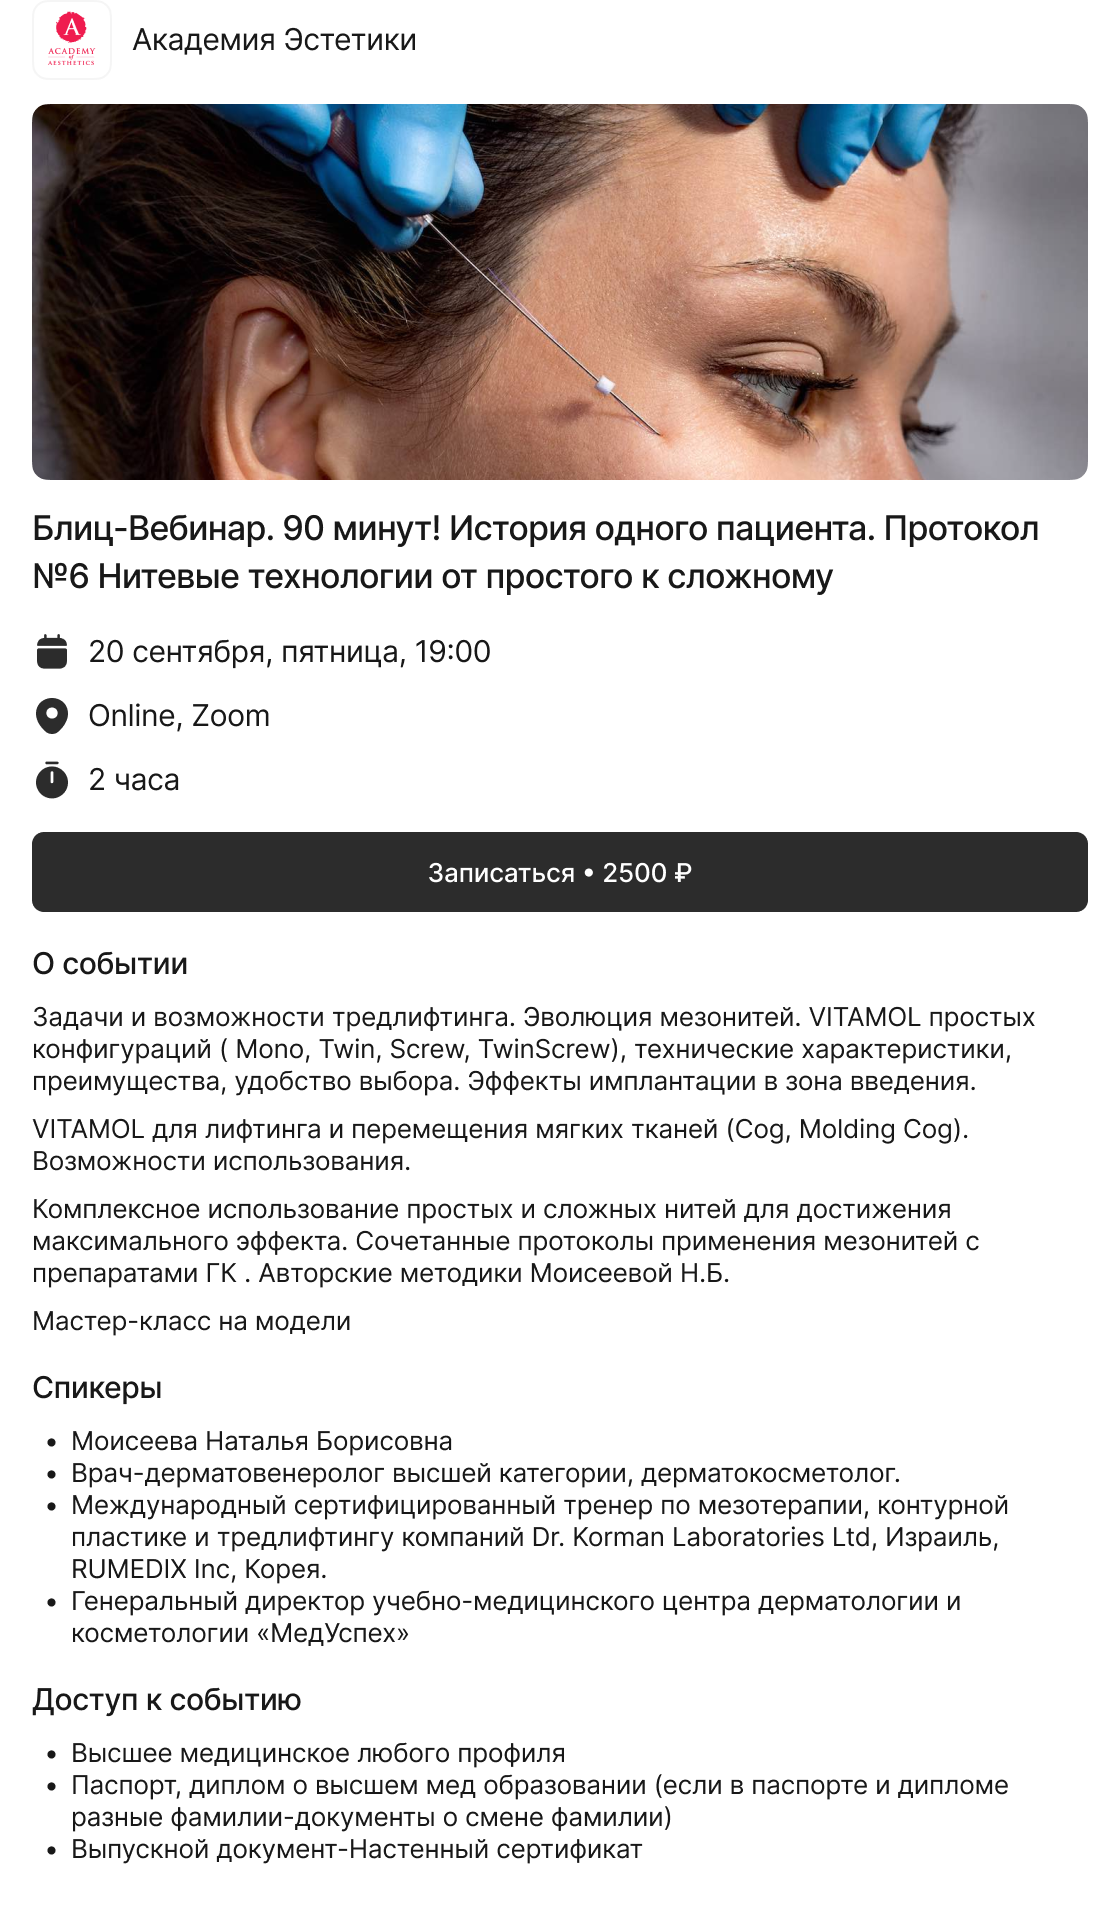 A
ACADEMY
of
AESTHETICS
Академия Эстетики
Блиц-Вебинар. 90 минут! История одного пациента. Протокол
№6 Нитевые технологии от простого к сложному
20 сентября, пятница, 19:00
Online, Zoom
2 часа
Записаться • 2500 ₽
О событии
Задачи и возможности тредлифтинга. Эволюция мезонитей. VITAMOL простых
конфигураций ( Mono, Twin, Screw, TwinScrew), технические характеристики,
преимущества, удобство выбора. Эффекты имплантации в зона введения.
VITAMOL для лифтинга и перемещения мягких тканей (Cog, Molding Cog).
Возможности использования.
Комплексное использование простых и сложных нитей для достижения
максимального эффекта. Сочетанные протоколы применения мезонитей с
препаратами ГК . Авторские методики Моисеевой Н.Б.
Мастер-класс на модели
Спикеры
• Моисеева Наталья Борисовна
• Врач-дерматовенеролог высшей категории, дерматокосметолог.
• Международный сертифицированный тренер по мезотерапии, контурной
пластике и тредлифтингу компаний Dr. Korman Laboratories Ltd, Израиль,
RUMEDIX Inc, Корея.
• Генеральный директор учебно-медицинского центра дерматологии и
косметологии «МедУспех»
Доступ к событию
• Высшее медицинское любого профиля
• Паспорт, диплом о высшем мед образовании (если в паспорте и дипломе
разные фамилии-документы о смене фамилии)
• Выпускной документ-Настенный сертификат